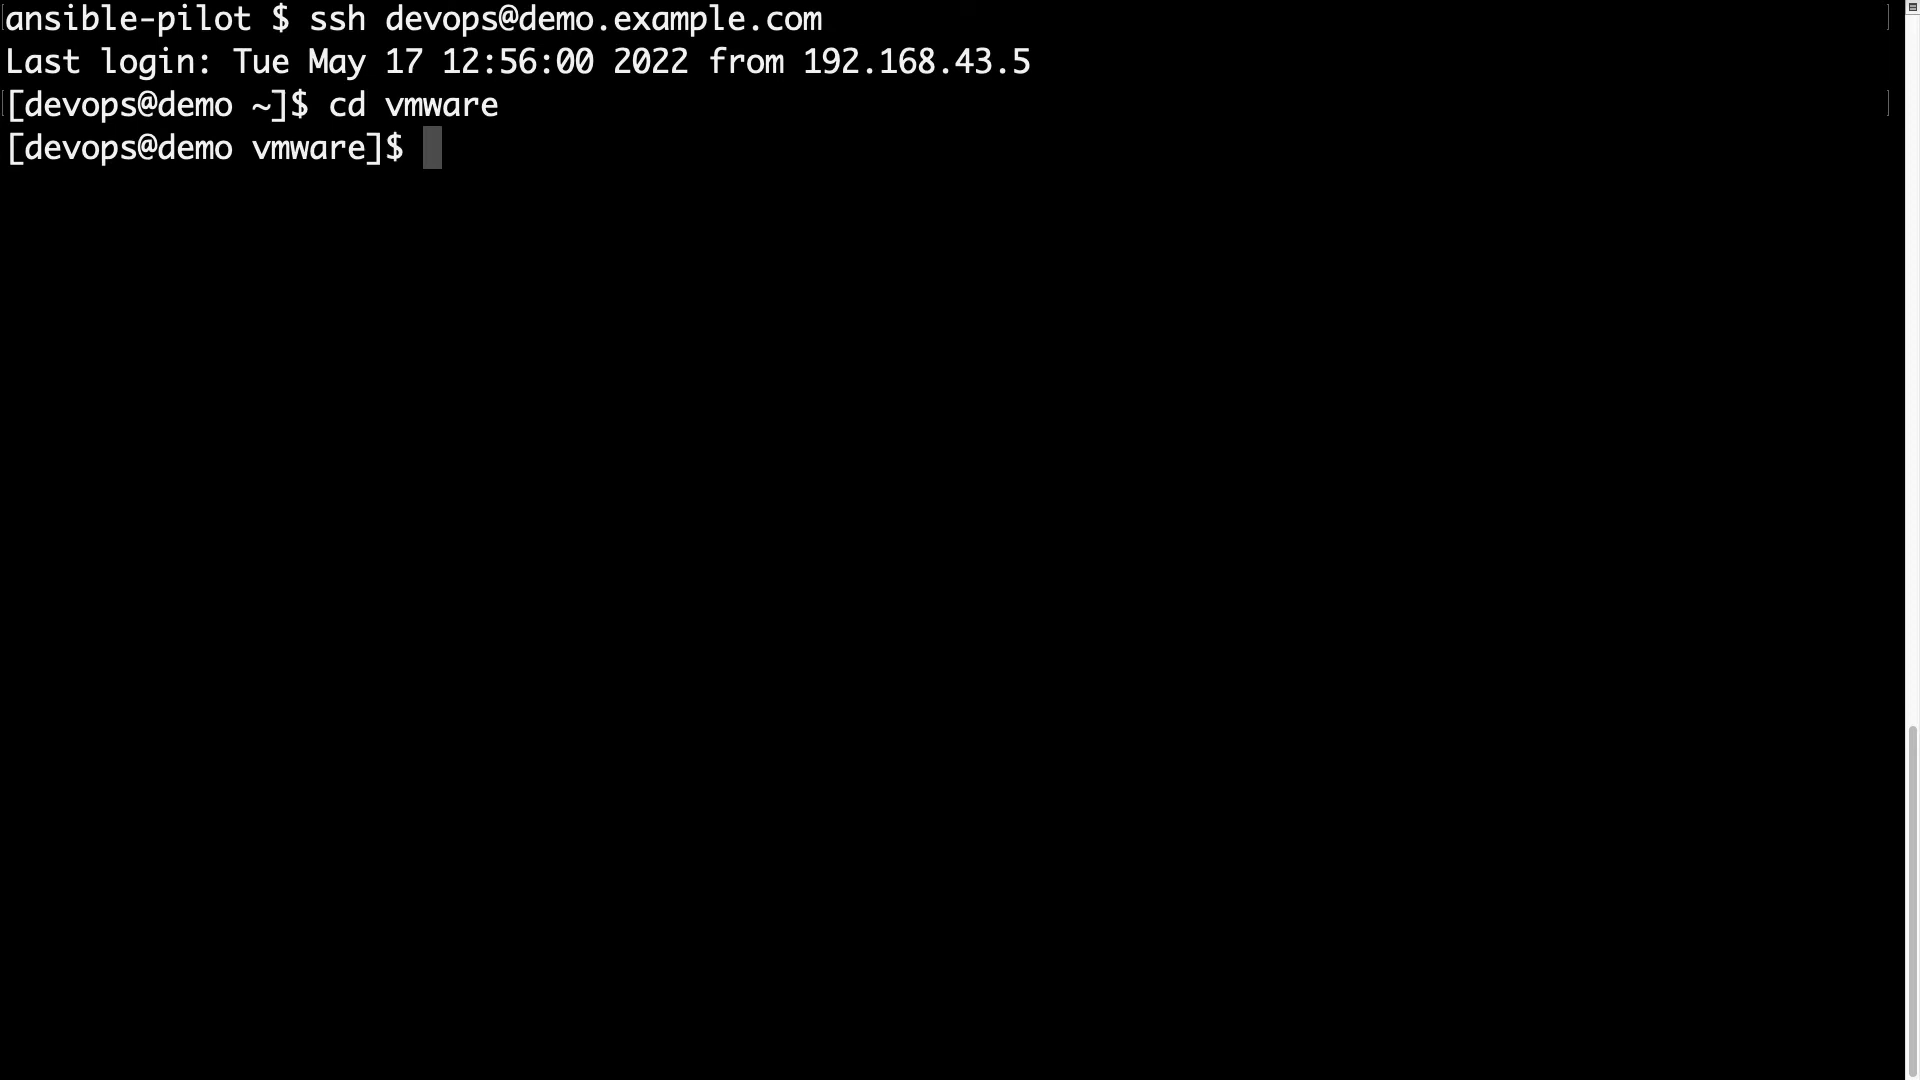 ansible-pilot $ ssh devops@demo.example.com
Last login: Tue May 17 12:56:00 2022 from 192.168.43.5
[devops@demo ~]$ cd vmware
[devops@demo vmware]$